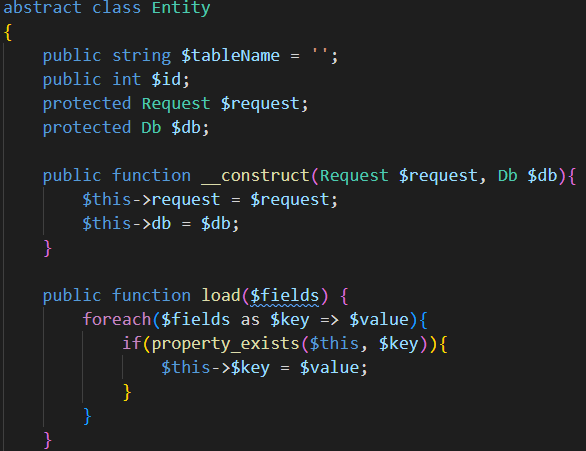 abstract class Entity
{
    public string $tableName = '';
    public int $id;
    protected Request $request;
    protected Db $db;

    public function __construct(Request $request, Db $db){
        $this->request = $request;
        $this->db = $db;
    }

    public function load($fields) {
        foreach($fields as $key => $value){
            if(property_exists($this, $key)){
                $this->$key = $value;
            }
        }
    }